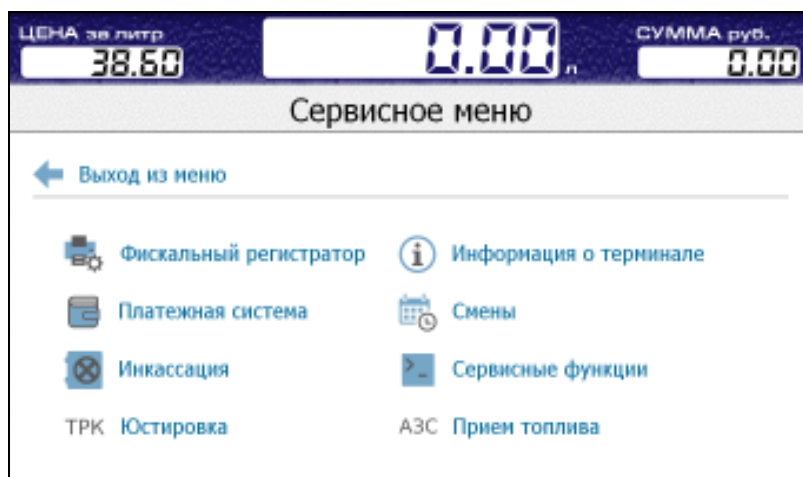 ЦЕНА за литр
38.60
0.00 л
СУММА руб.
0.00
Сервисное меню
Выход из меню
Фискальный регистратор
Информация о терминале
Платежная система
Смены
Инкассация
Сервисные функции
ТРК Юстировка
АЗС Прием топлива